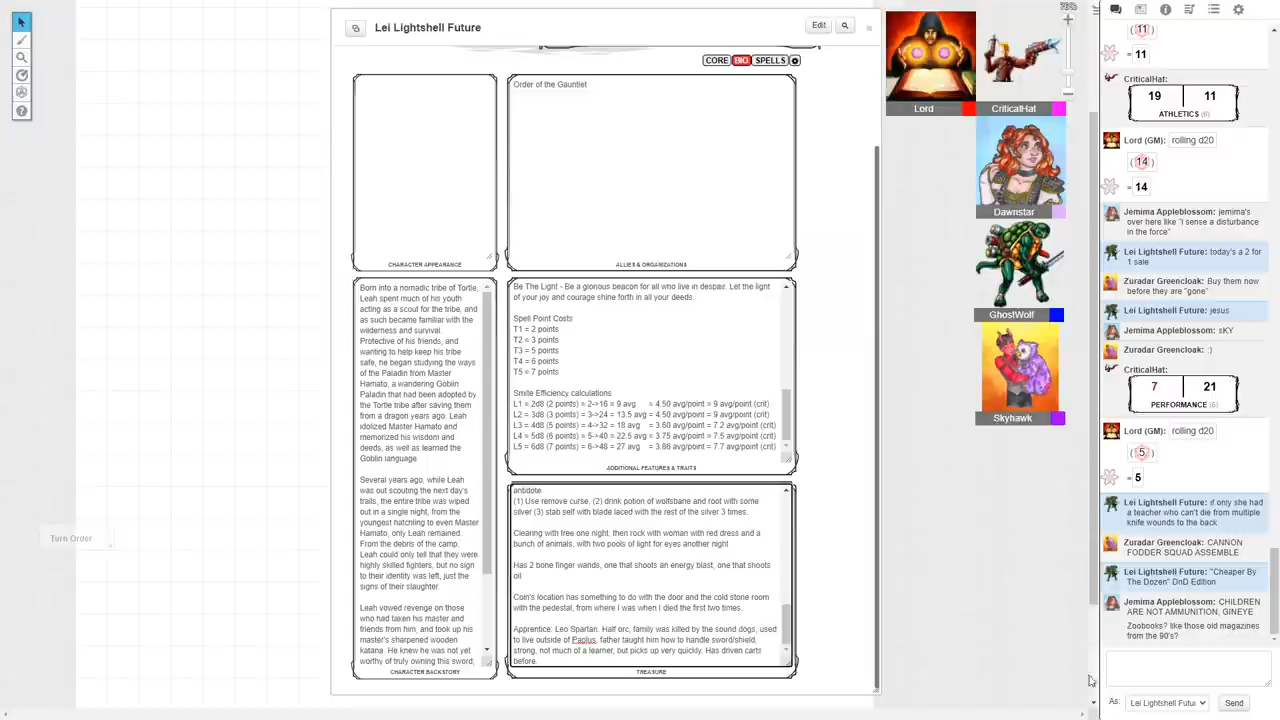 Lei Lightshell Future
Edit
CORE BIO SPELLS
Order of the Gauntlet
CHARACTER APPEARANCE
ALLIES & ORGANIZATIONS
Born into a nomadic tribe of Tortle,
Leah spent much of his youth
acting as a scout for the tribe, and
as such became familiar with the
wilderness and survival.
Protective of his friends, and
wanting to help keep his tribe
safe, he began studying the ways
of the Paladin from Master
Hamato, a wandering Goblin
Paladin that had been adopted by
the Tortle tribe after saving them
from a dragon years ago. Leah
idolized Master Hamato and
memorized his wisdom and
deeds, as well as learned the
Goblin language.
Several years ago, while Leah
was out scouting the next day's
trails, the entire tribe was wiped
out in a single night, from the
youngest hatchling to even Master
Hamato, only Leah remained.
From the debris of the camp,
Leah could only tell that they were
highly skilled fighters, but no sign
to their identity was left, just the
signs of their slaughter.
Leah vowed revenge on those
who had taken his master and
friends from him, and took up his
master's sharpened wooden
katana. He knew he was not yet
worthy of truly owning this sword,
CHARACTER BACKSTORY
Be The Light - Be a glorious beacon for all who live in despair. Let the light
of your joy and courage shine forth in all your deeds.
Spell Point Costs
T1 = 2 points
T2 = 3 points
T3 = 5 points
T4 = 6 points
T5 = 7 points
Smite Efficiency calculations
L1 = 2d8 (2 points) = 2->16 = 9 avg = 4.50 avg/point = 9 avg/point (crit)
L2 = 3d8 (3 points) = 3->24 = 13.5 avg = 4.50 avg/point = 9 avg/point (crit)
L3 = 4d8 (5 points) = 4->32 = 18 avg = 3.60 avg/point = 7.2 avg/point (crit)
L4 = 5d8 (6 points) = 5->40 = 22.5 avg = 3.75 avg/point = 7.5 avg/point (crit)
L5 = 6d8 (7 points) = 6->48 = 27 avg = 3.86 avg/point = 7.7 avg/point (crit)
ADDITIONAL FEATURES & TRAITS
antidote
(1) Use remove curse, (2) drink potion of wolfsbane and root with some
silver (3) stab self with blade laced with the rest of the silver 3 times.
Clearing with tree one night, then rock with woman with red dress and a
bunch of animals, with two pools of light for eyes another night
Has 2 bone finger wands, one that shoots an energy blast, one that shoots
oil
Coin's location has something to do with the door and the cold stone room
with the pedestal, from where I was when I died the first two times.
Apprentice: Leo Spartan. Half orc, family was killed by the sound dogs, used
to live outside of Paplus, father taught him how to handle sword/shield,
strong, not much of a learner, but picks up very quickly. Has driven carts
before.
TREASURE
Turn Order
Lord
CriticalHat
Dawnstar
GhostWolf
Skyhawk
76%
(11)
= 11
CriticalHat:
19 11
ATHLETICS (6)
Lord (GM): rolling d20
(14)
= 14
Jemima Appleblossom: jemima's
over here like "i sense a disturbance
in the force"
Lei Lightshell Future: today's a 2 for
1 sale
Zuradar Greencloak: Buy them now
before they are "gone"
Lei Lightshell Future: jesus
Jemima Appleblossom: sKY
Zuradar Greencloak: :)
CriticalHat:
7 21
PERFORMANCE (6)
Lord (GM): rolling d20
(5)
= 5
Lei Lightshell Future: if only she had
a teacher who can't die from multiple
knife wounds to the back
Zuradar Greencloak: CANNON
FODDER SQUAD ASSEMBLE
Lei Lightshell Future: "Cheaper By
The Dozen" DnD Edition
Jemima Appleblossom: CHILDREN
ARE NOT AMMUNITION, GINEYE
Zoobooks? like those old magazines
from the 90's?
As: Lei Lightshell Futu
Send